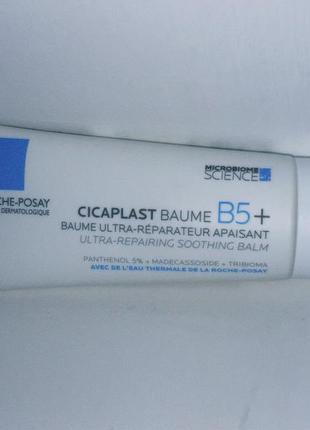 MICROBIOME
SCIENCE
CHE-POSAY
DERMATOLOGIQUE
CICAPLAST BAUME B5+
BAUME ULTRA-RÉPARATEUR APAISANT
ULTRA-REPAIRING SOOTHING BALM
PANTHENOL 5% + MADECASSOSIDE + TRIBIOMA
AVEC DE L'EAU THERMALE DE LA ROCHE-POSAY